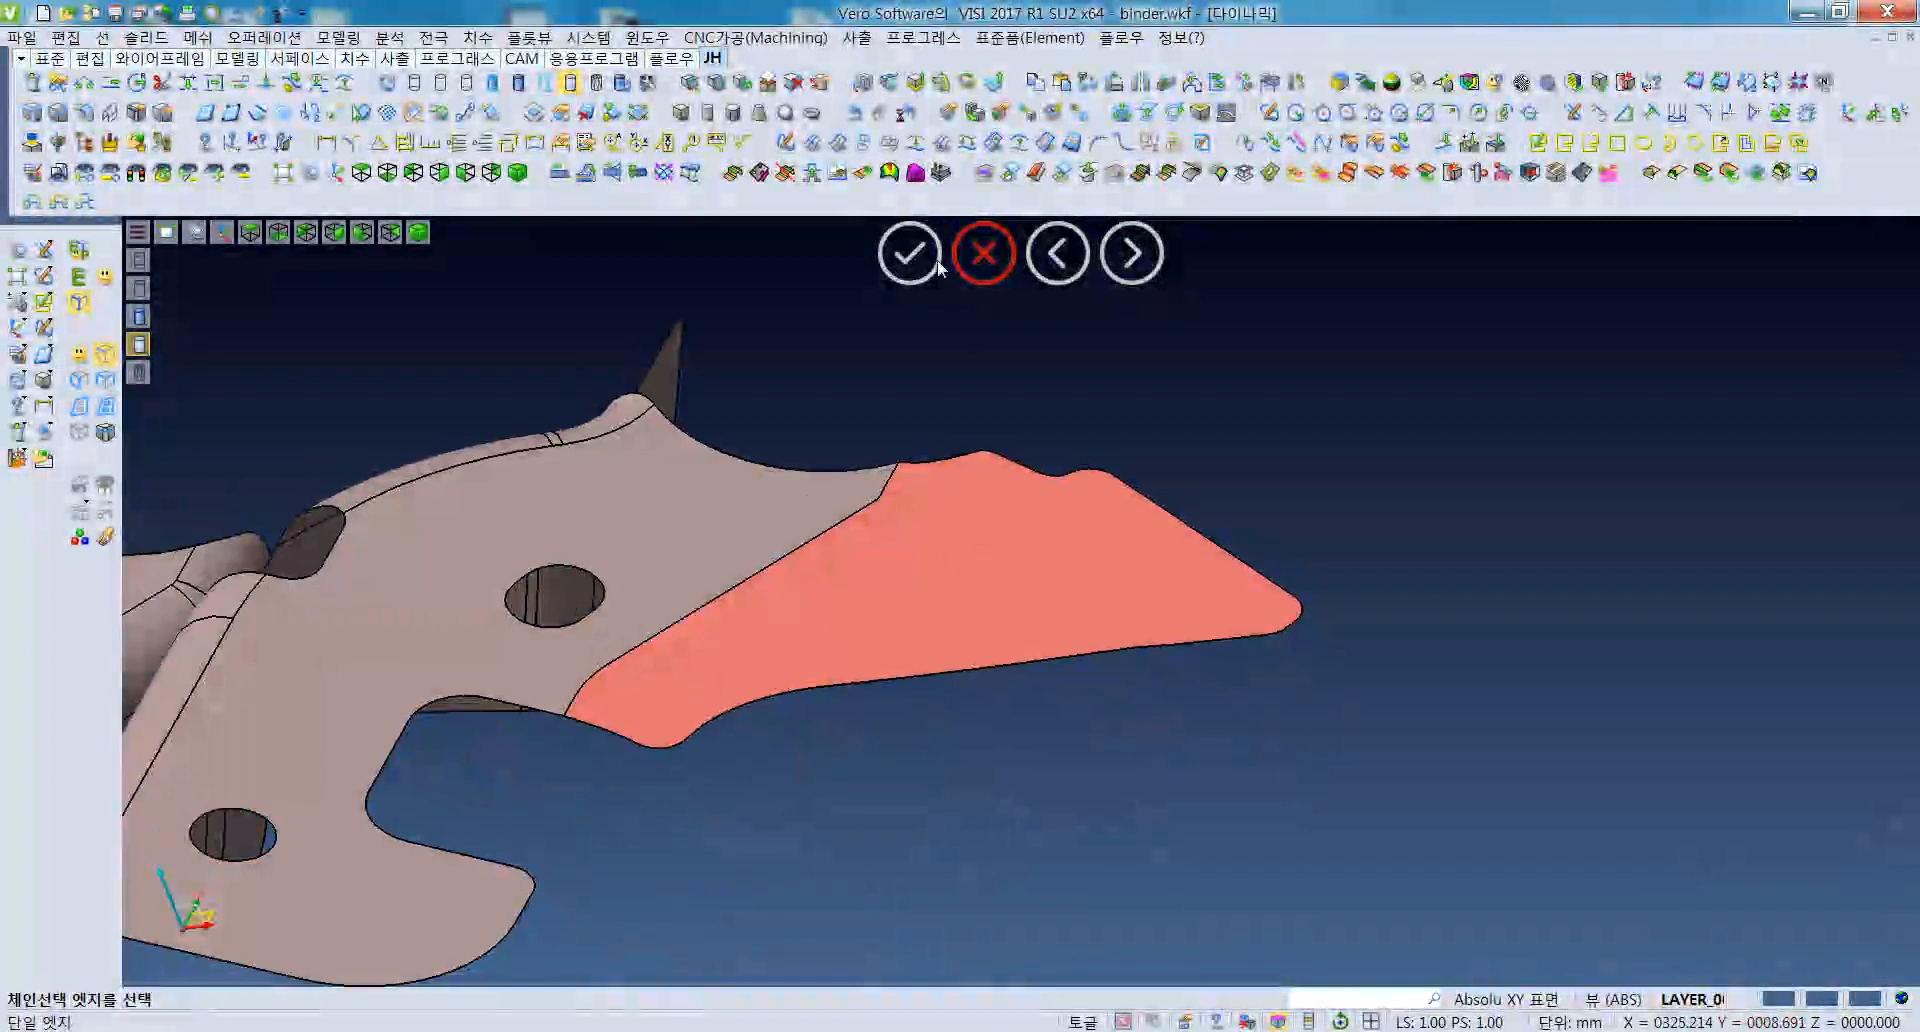 Vero Software의 VISI 2017 R1 SU2 x64 - binder.wkf - [다이나믹]
파일 편집 선 솔리드 메쉬 오퍼레이션 모델링 분석 전극 치수 플롯뷰 시스템 윈도우 CNC가공(Machining) 사출 프로그레스 표준품(Element) 플로우 정보(?)
표준 편집 와이어프레임 모델링 서페이스 치수 사출 프로그래스 CAM 응용프로그램 플로우 JH
체인선택 엣지를 선택
Absolu XY 표면 뷰 (ABS)
단일 엣지
토글 LS: 1.00 PS: 1.00 단위: mm X = 0325.214 Y = 0008.691 Z = 0000.000